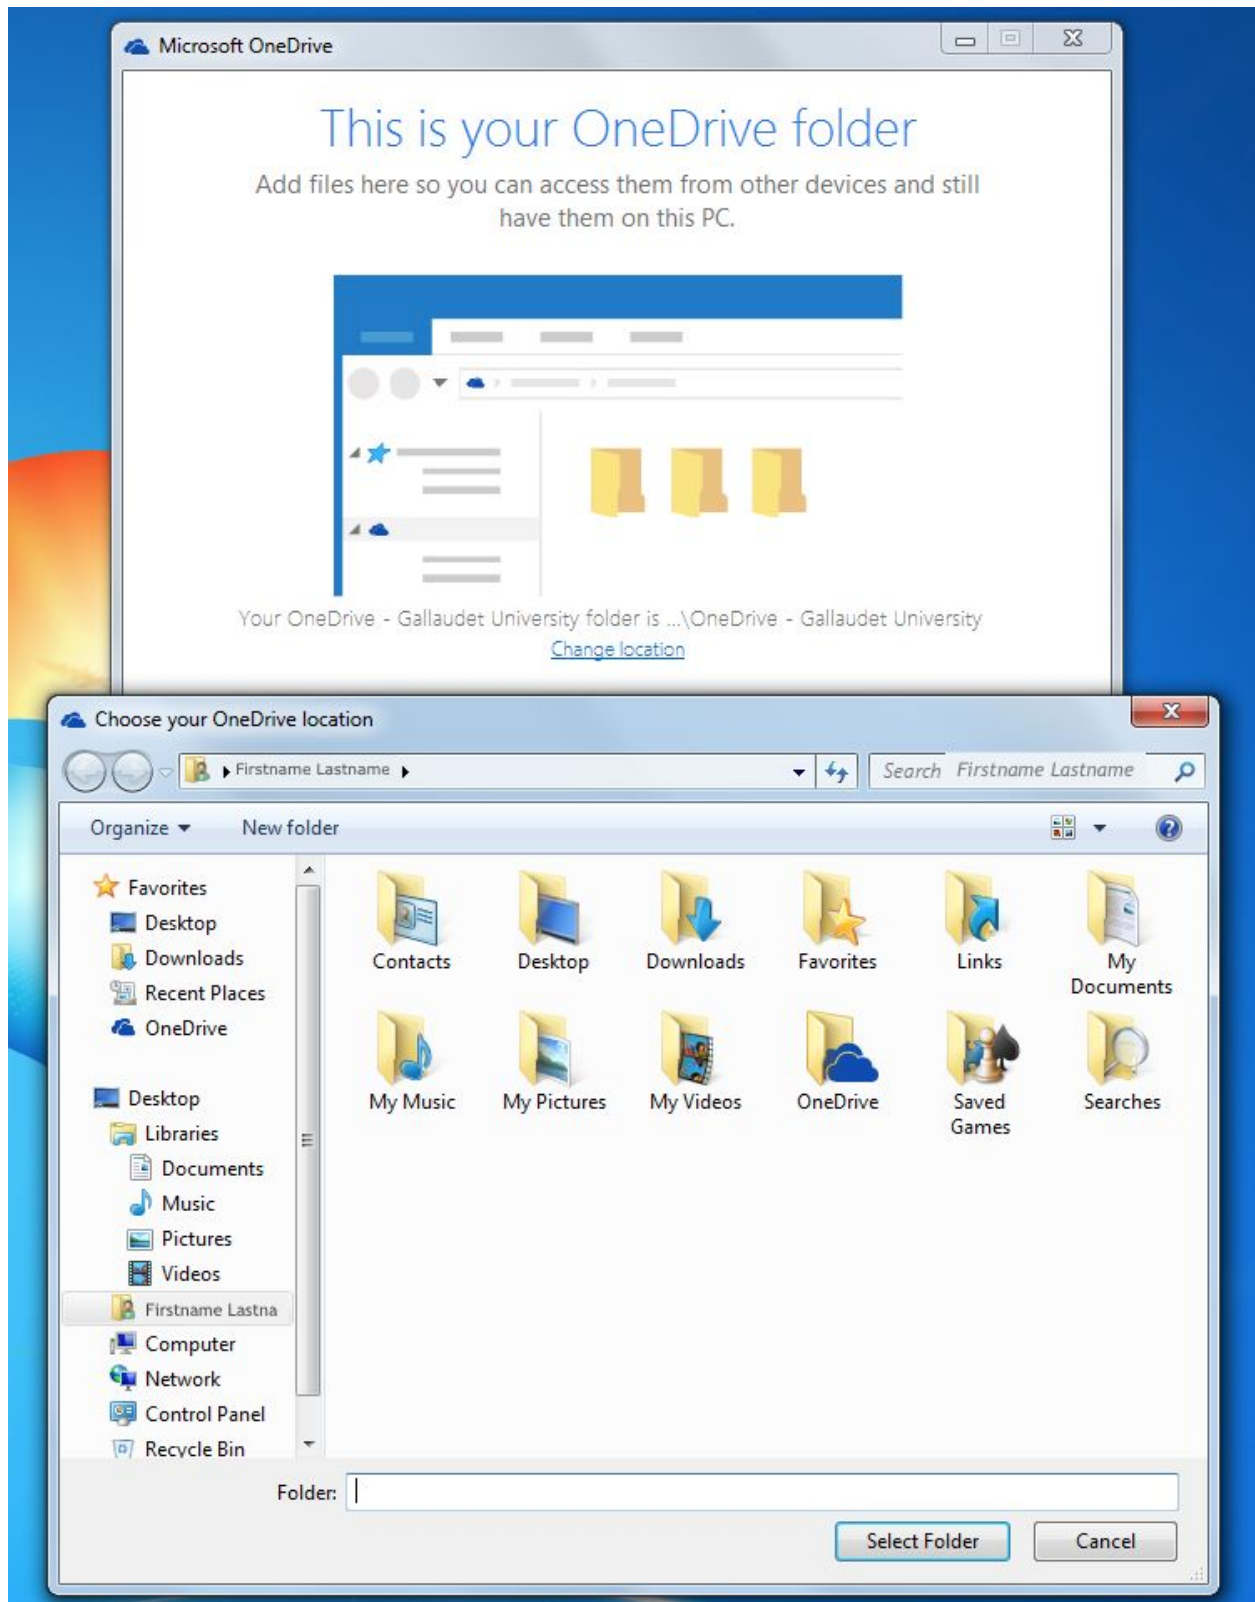 Microsoft OneDrive
This is your OneDrive folder
Add files here so you can access them from other devices and still
have them on this PC.
Your OneDrive - Gallaudet University folder is ...\OneDrive - Gallaudet University
Change location
Choose your OneDrive location
Firstname Lastname
Search Firstname Lastname
Organize
New folder
Favorites
Desktop
Downloads
Recent Places
OneDrive
Desktop
Libraries
Documents
Music
Pictures
Videos
Firstname Lastna
Computer
Network
Control Panel
Recycle Bin
Contacts
Desktop
Downloads
Favorites
Links
My
Documents
My Music
My Pictures
My Videos
OneDrive
Saved
Games
Searches
Folder:
Select Folder
Cancel